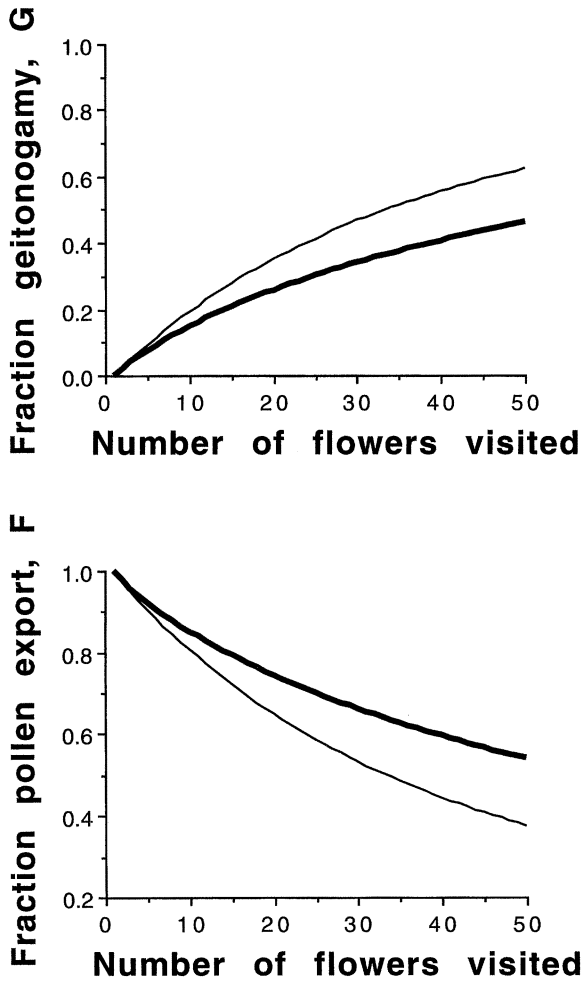 Fraction geitonogamy, G
1.0
0.8
0.6
0.4
0.2
0.0
0 10 20 30 40 50
Number of flowers visited
Fraction pollen export, F
1.0
0.8
0.6
0.4
0.2
0 10 20 30 40 50
Number of flowers visited